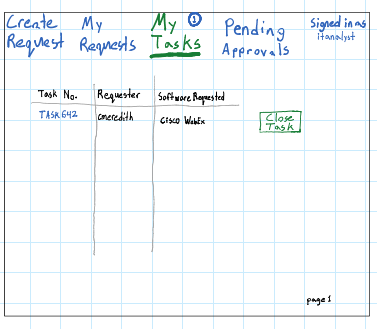 Create Request
My Requests
My Tasks
1
Pending Approvals
Signed in as
itanalyst
Task No. Requester Software Requested
TASK642 cmeredith Cisco WebEx
Close Task
page 1